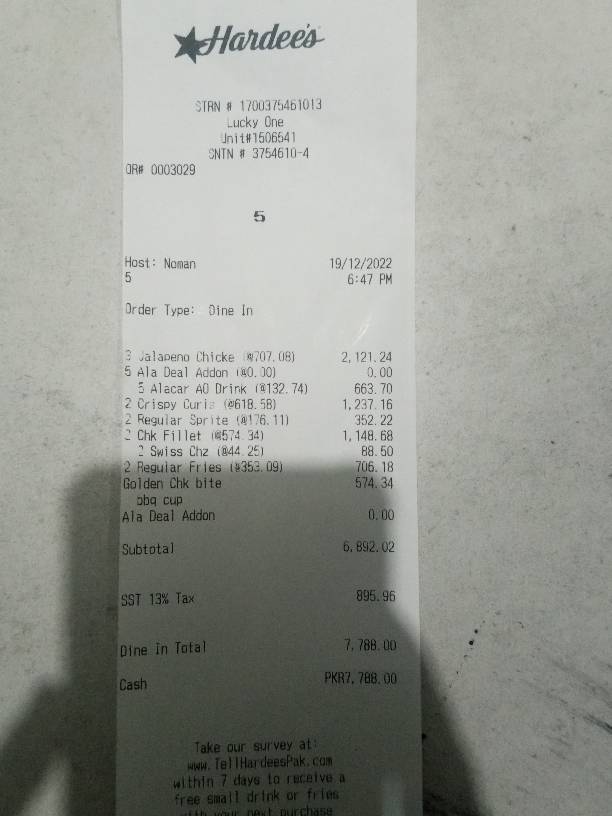 Hardee's
STRN # 1700375461013
Lucky One
Unit#1506541
SNTN # 3754610-4
OR# 0003029
5
Host: Noman 19/12/2022
5 6:47 PM
Order Type: Dine In
3 Jalapeno Chicke (@707.08) 2,121.24
5 Ala Deal Addon (@0.00) 0.00
5 Alacar AO Drink (@132.74) 663.70
2 Crispy Curls (@618.58) 1,237.16
2 Regular Sprite (@176.11) 352.22
2 Chk Fillet (@574.34) 1,148.68
2 Swiss Chz (@44.25) 88.50
2 Regular Fries (@353.09) 706.18
Golden Chk bite 574.34
bbq cup
Ala Deal Addon 0.00
Subtotal 6,892.02
SST 13% Tax 895.96
Dine in Total 7,788.00
Cash PKR7,788.00
Take our survey at:
www.TellHardeesPak.com
within 7 days to receive a
free small drink or fries
with your next purchase